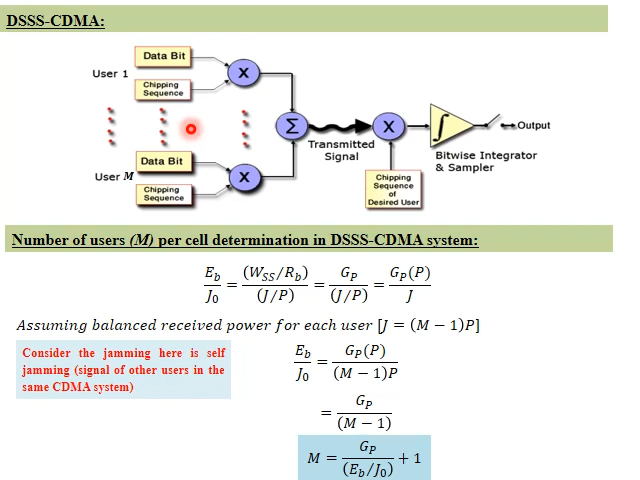 DSSS-CDMA:
Data Bit
User 1
X
Chipping
Sequence
Σ
X
∫
Output
Transmitted
Signal
Bitwise Integrator
& Sampler
Data Bit
User M
X
Chipping
Sequence
Chipping
Sequence
of
Desired User
Number of users (M) per cell determination in DSSS-CDMA system:
E_b/J_0 = (W_SS/R_b)/(J/P) = G_P/(J/P) = G_P(P)/J
Assuming balanced received power for each user [J = (M − 1)P]
Consider the jamming here is self
jamming (signal of other users in the
same CDMA system)
E_b/J_0 = G_P(P)/(M − 1)P
= G_P/(M − 1)
M = G_P/(E_b/J_0) + 1